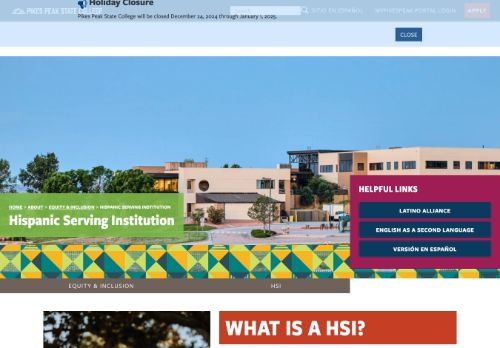 Holiday Closure
PIKES PEAK STATE COLLEGE
SITIO EN ESPAÑOL
MYPIKESPEAK PORTAL LOGIN
APPLY
Pikes Peak State College will be closed December 24, 2024 through January 1, 2025.
CLOSE
HELPFUL LINKS
LATINO ALLIANCE
ENGLISH AS A SECOND LANGUAGE
VERSIÓN EN ESPAÑOL
HOME > ABOUT > EQUITY & INCLUSION > HISPANIC SERVING INSTITUTION
Hispanic Serving Institution
EQUITY & INCLUSION
HSI
WHAT IS A HSI?